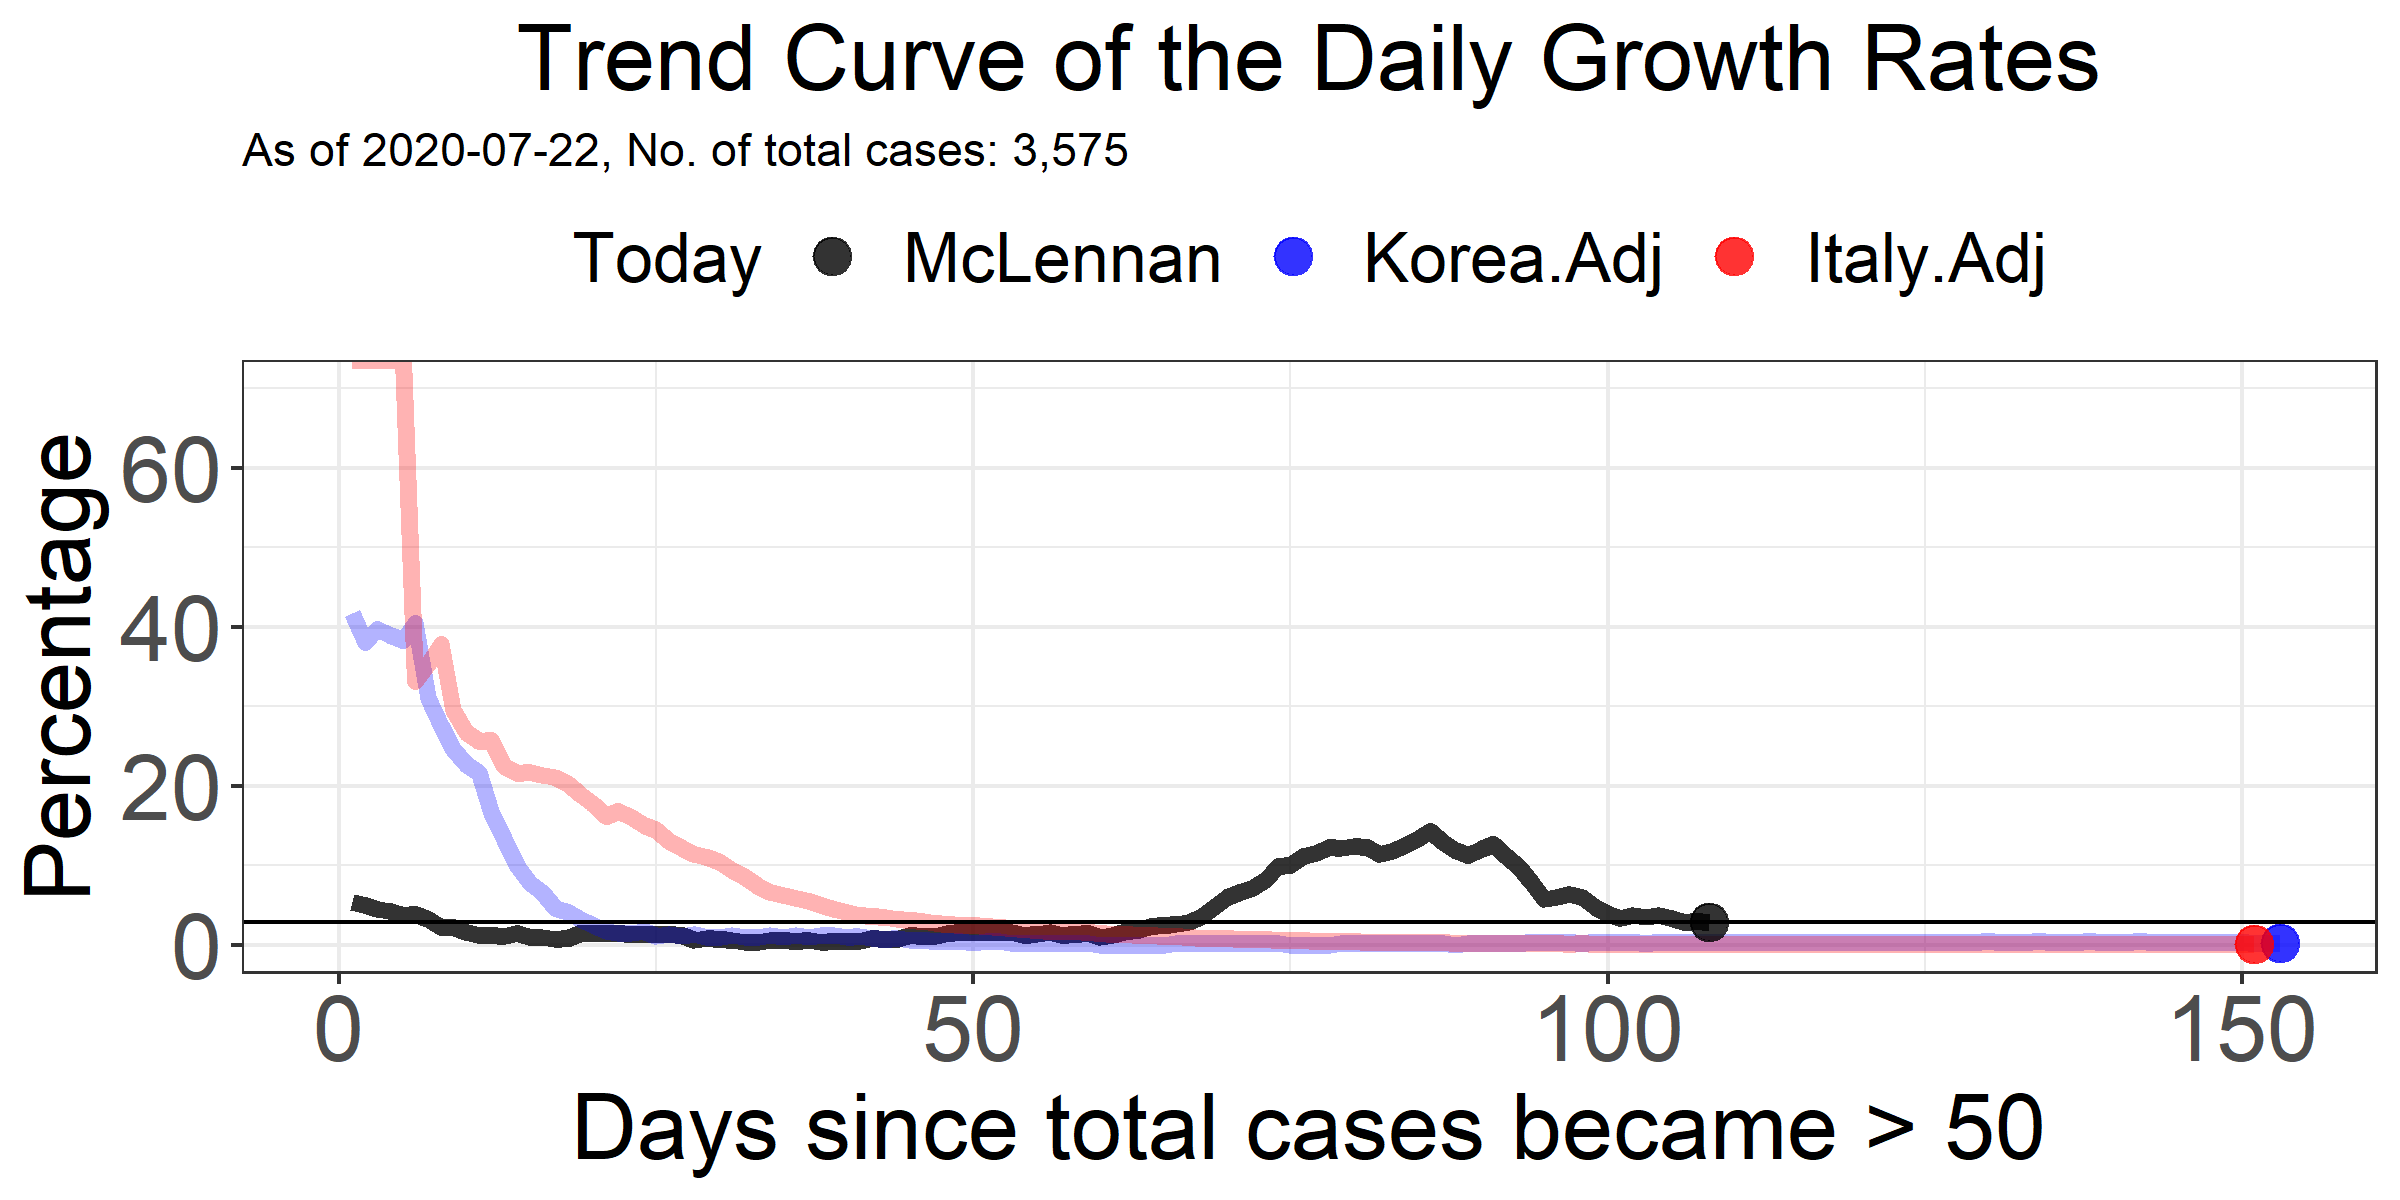 Trend Curve of the Daily Growth Rates
As of 2020-07-22, No. of total cases: 3,575
Today McLennan Korea.Adj Italy.Adj
Percentage
60
40
20
0
0 50 100 150
Days since total cases became > 50